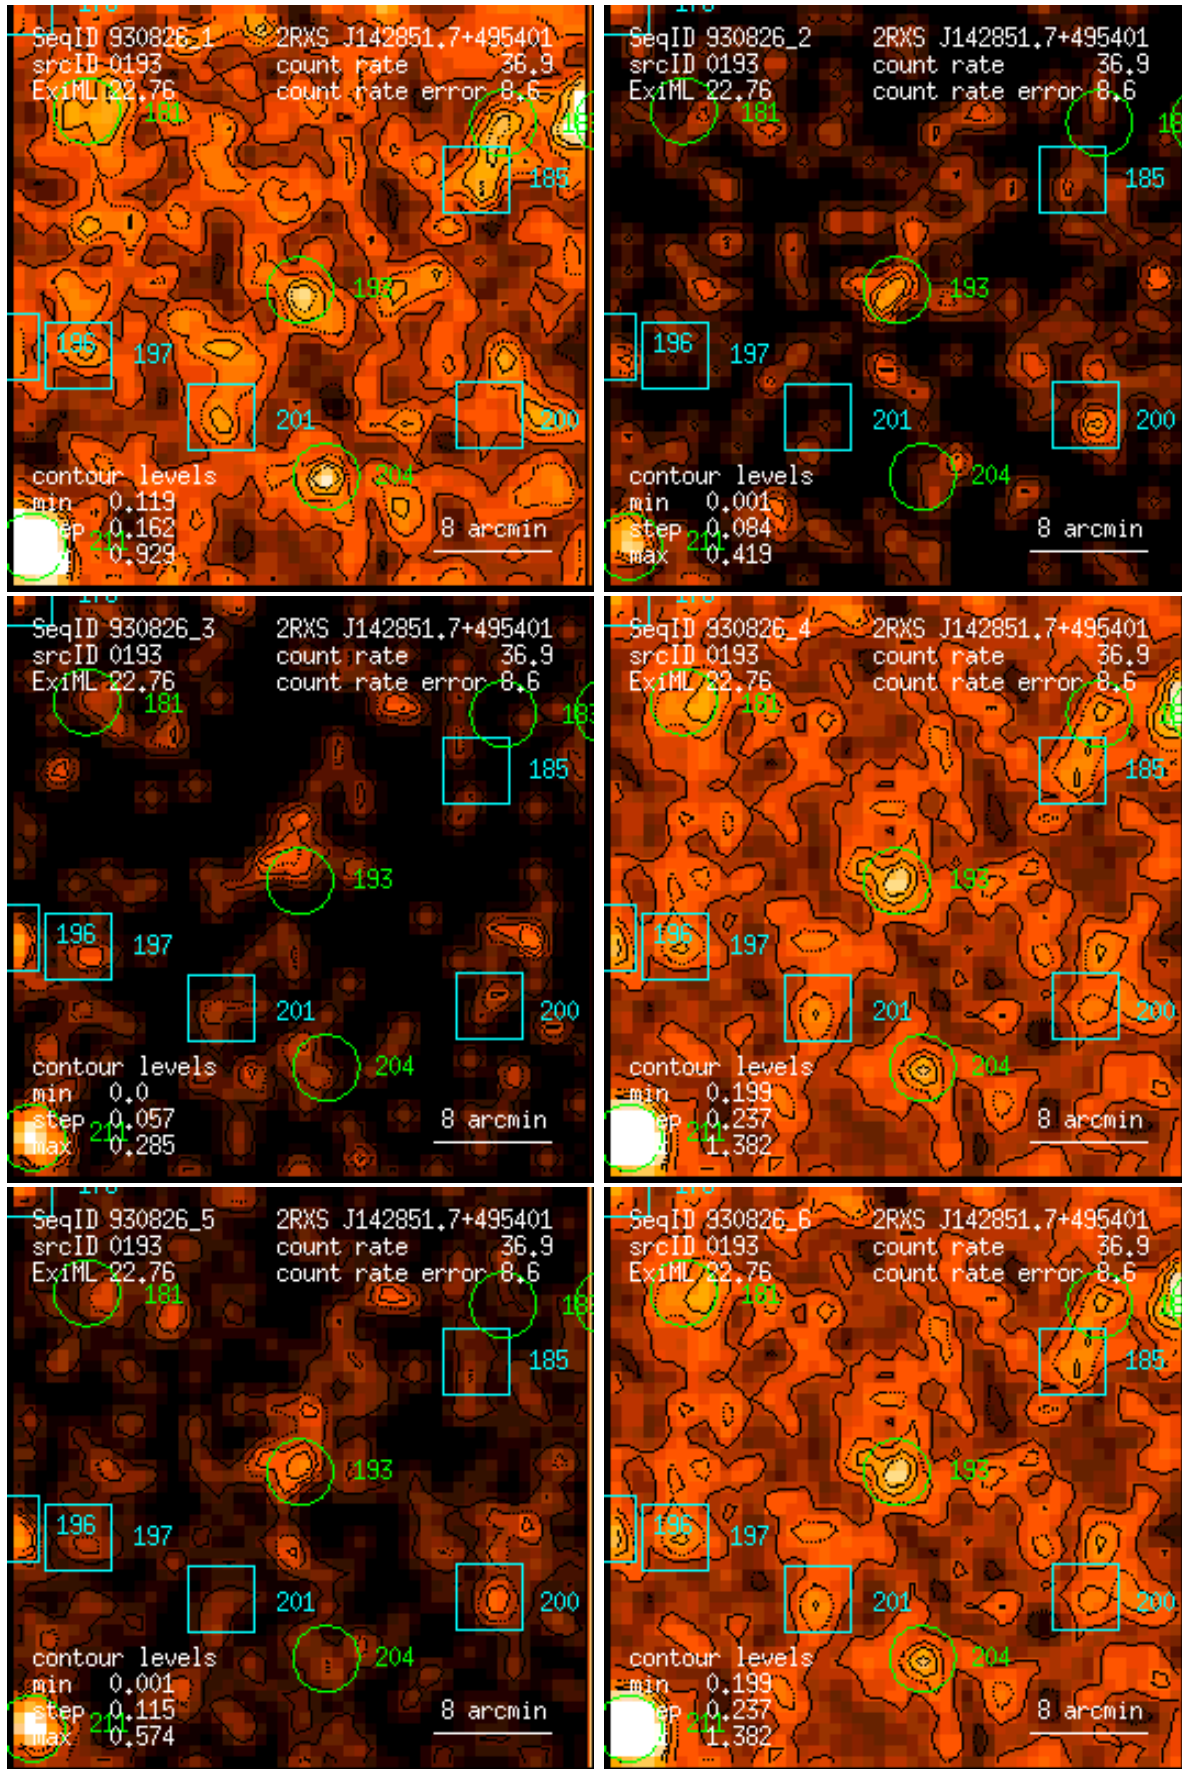 SeqID 930826_1 2RXS J142851.7+495401
srcID 0193 count rate 36.9
ExiML 22.76 count rate error 8.6
181
185
193
196 197
201 200
204
contour levels
min 0.119
step 0.162
0.929
8 arcmin
211
SeqID 930826_2 2RXS J142851.7+495401
srcID 0193 count rate 36.9
ExiML 22.76 count rate error 8.6
181
185
193
196 197
201 200
204
contour levels
min 0.001
step 0.084
max 0.419
8 arcmin
211
SeqID 930826_3 2RXS J142851.7+495401
srcID 0193 count rate 36.9
ExiML 22.76 count rate error 8.6
181
185
193
196 197
201 200
204
contour levels
min 0.0
step 0.057
max 0.285
8 arcmin
211
SeqID 930826_4 2RXS J142851.7+495401
srcID 0193 count rate 36.9
ExiML 22.76 count rate error 8.6
181
185
193
196 197
201 200
204
contour levels
min 0.199
step 0.237
1.382
8 arcmin
211
SeqID 930826_5 2RXS J142851.7+495401
srcID 0193 count rate 36.9
ExiML 22.76 count rate error 8.6
181
185
193
196 197
201 200
204
contour levels
min 0.001
step 0.115
max 0.574
8 arcmin
211
SeqID 930826_6 2RXS J142851.7+495401
srcID 0193 count rate 36.9
ExiML 22.76 count rate error 8.6
181
185
193
196 197
201 200
204
contour levels
min 0.199
step 0.237
1.382
8 arcmin
211